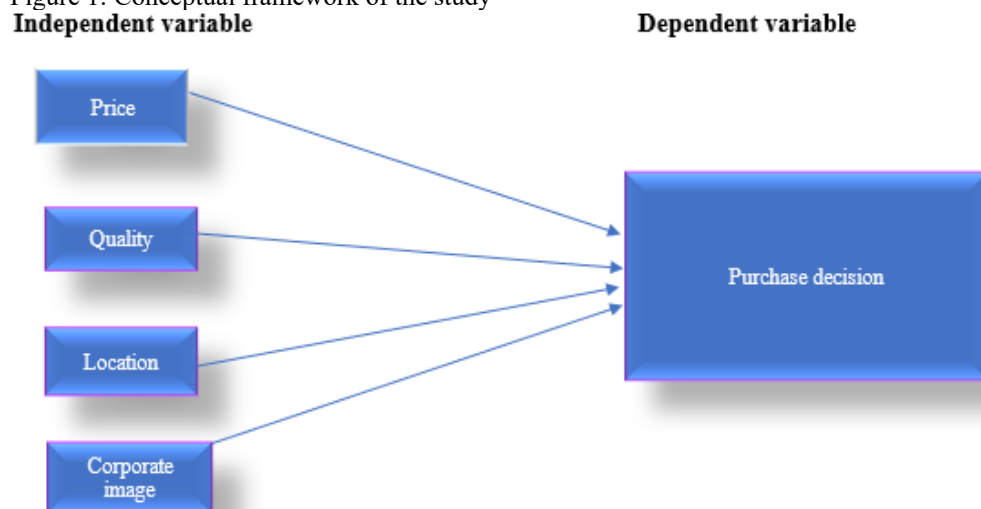 Figure 1. Conceptual framework of the study
Independent variable
Dependent variable
Price
Quality
Location
Corporate
image
Purchase decision